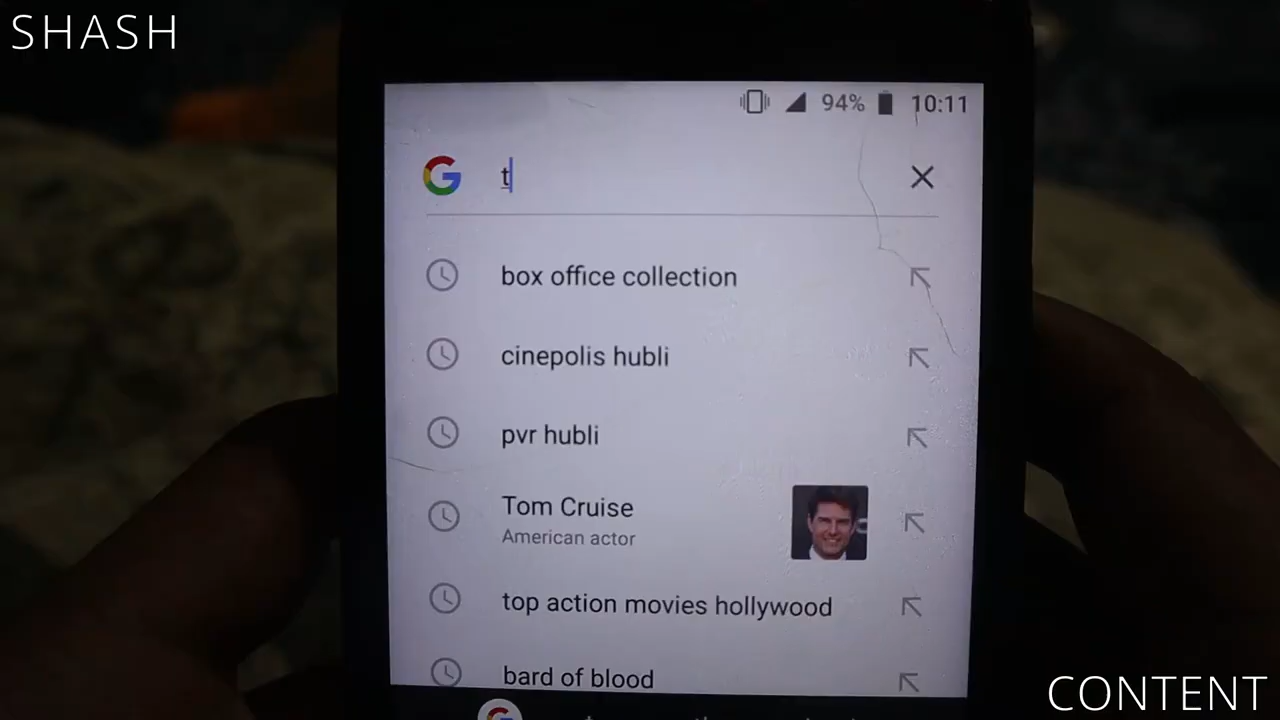 SHASH
94% 10:11
t
box office collection
cinepolis hubli
pvr hubli
Tom Cruise
American actor
top action movies hollywood
bard of blood
CONTENT